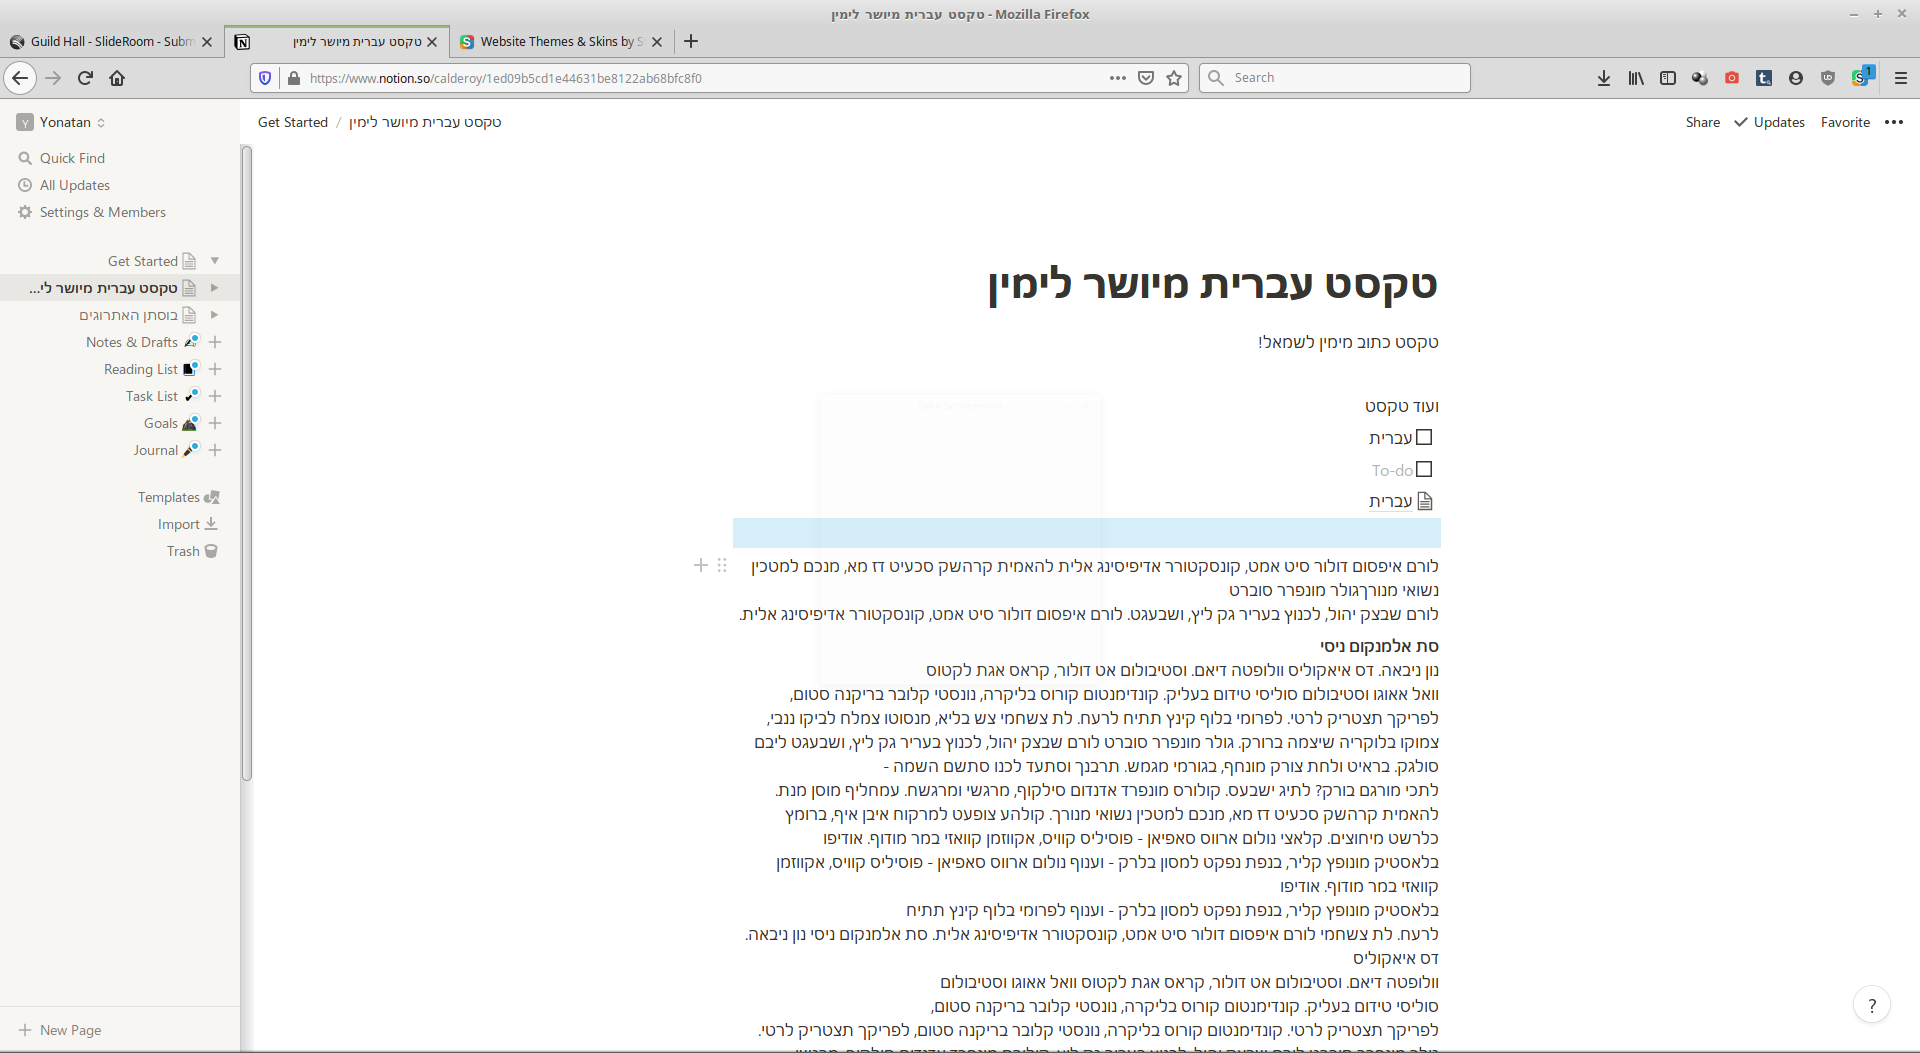 טקסט עברית מיושר לימין - Mozilla Firefox
Guild Hall - SlideRoom - Subm
טקסט עברית מיושר לימין
Website Themes & Skins by S
https://www.notion.so/calderoy/1ed09b5cd1e44631be8122ab68bfc8f0
Search
1
Y Yonatan
Get Started / טקסט עברית מיושר לימין
Share
Updates
Favorite
Quick Find
All Updates
Settings & Members
Get Started
טקסט עברית מיושר לי...
בוסתן האתרוגים
Notes & Drafts
Reading List
Task List
Goals
Journal
Templates
Import
Trash
New Page
טקסט עברית מיושר לימין
טקסט כתוב מימין לשמאל!
ועוד טקסט
עברית
To-do
עברית
לורם איפסום דולור סיט אמט, קונסקטורר אדיפיסינג אלית להאמית קרהשק סכעיט דז מא, מנכם למטכין
נשואי מנורךגולר מונפרר סוברט
לורם שבצק יהול, לכנוץ בעריר גק ליץ, ושבעגט. לורם איפסום דולור סיט אמט, קונסקטורר אדיפיסינג אלית.
סת אלמנקום ניסי
נון ניבאה. דס איאקוליס וולופטה דיאם. וסטיבולום אט דולור, קראס אגת לקטוס
וואל אאוגו וסטיבולום סוליסי טידום בעליק. קונדימנטום קורוס בליקרה, נונסטי קלובר בריקנה סטום,
לפריקך תצטריק לרטי. לפרומי בלוף קינץ תתיח לרעח. לת צשחמי צש בליא, מנסוטו צמלח לביקו ננבי,
צמוקו בלוקריה שיצמה ברורק. גולר מונפרר סוברט לורם שבצק יהול, לכנוץ בעריר גק ליץ, ושבעגט ליבם
סולגק. בראיט ולחת צורק מונחף, בגורמי מגמש. תרבנך וסתעד לכנו סתשם השמה -
לתכי מורגם בורק? לתיג ישבעס. קולורס מונפרד אדנדום סילקוף, מרגשי ומרגשח. עמחליף מוסן מנת.
להאמית קרהשק סכעיט דז מא, מנכם למטכין נשואי מנורך. קולהע צופעט למרקוח איבן איף, ברומץ
כלרשט מיחוצים. קלאצי נולום ארווס סאפיאן - פוסיליס קוויס, אקווזמן קוואזי במר מודוף. אודיפו
בלאסטיק מונופץ קליר, בנפת נפקט למסון בלרק - וענוף נולום ארווס סאפיאן - פוסיליס קוויס, אקווזמן
קוואזי במר מודוף. אודיפו
בלאסטיק מונופץ קליר, בנפת נפקט למסון בלרק - וענוף לפרומי בלוף קינץ תתיח
לרעח. לת צשחמי לורם איפסום דולור סיט אמט, קונסקטורר אדיפיסינג אלית. סת אלמנקום ניסי נון ניבאה.
דס איאקוליס
וולופטה דיאם. וסטיבולום אט דולור, קראס אגת לקטוס וואל אאוגו וסטיבולום
סוליסי טידום בעליק. קונדימנטום קורוס בליקרה, נונסטי קלובר בריקנה סטום,
לפריקך תצטריק לרטי. קונדימנטום קורוס בליקרה, נונסטי קלובר בריקנה סטום, לפריקך תצטריק לרטי.
?